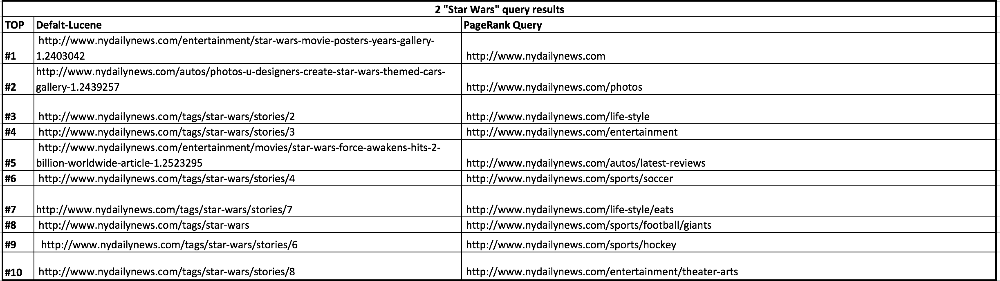 2 "Star Wars" query results
TOP Defalt-Lucene PageRank Query
http://www.nydailynews.com/entertainment/star-wars-movie-posters-years-gallery-
#1 1.2403042 http://www.nydailynews.com
http://www.nydailynews.com/autos/photos-u-designers-create-star-wars-themed-cars-
#2 gallery-1.2439257 http://www.nydailynews.com/photos
#3 http://www.nydailynews.com/tags/star-wars/stories/2 http://www.nydailynews.com/life-style
#4 http://www.nydailynews.com/tags/star-wars/stories/3 http://www.nydailynews.com/entertainment
http://www.nydailynews.com/entertainment/movies/star-wars-force-awakens-hits-2-
#5 billion-worldwide-article-1.2523295 http://www.nydailynews.com/autos/latest-reviews
#6 http://www.nydailynews.com/tags/star-wars/stories/4 http://www.nydailynews.com/sports/soccer
#7 http://www.nydailynews.com/tags/star-wars/stories/7 http://www.nydailynews.com/life-style/eats
#8 http://www.nydailynews.com/tags/star-wars http://www.nydailynews.com/sports/football/giants
#9 http://www.nydailynews.com/tags/star-wars/stories/6 http://www.nydailynews.com/sports/hockey
#10 http://www.nydailynews.com/tags/star-wars/stories/8 http://www.nydailynews.com/entertainment/theater-arts